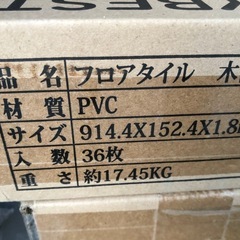 BEST
品 名 フロアタイル 木
材 質 PVC
サイズ 914.4X152.4X1.8
入 数 36枚
重 さ 約17.45KG